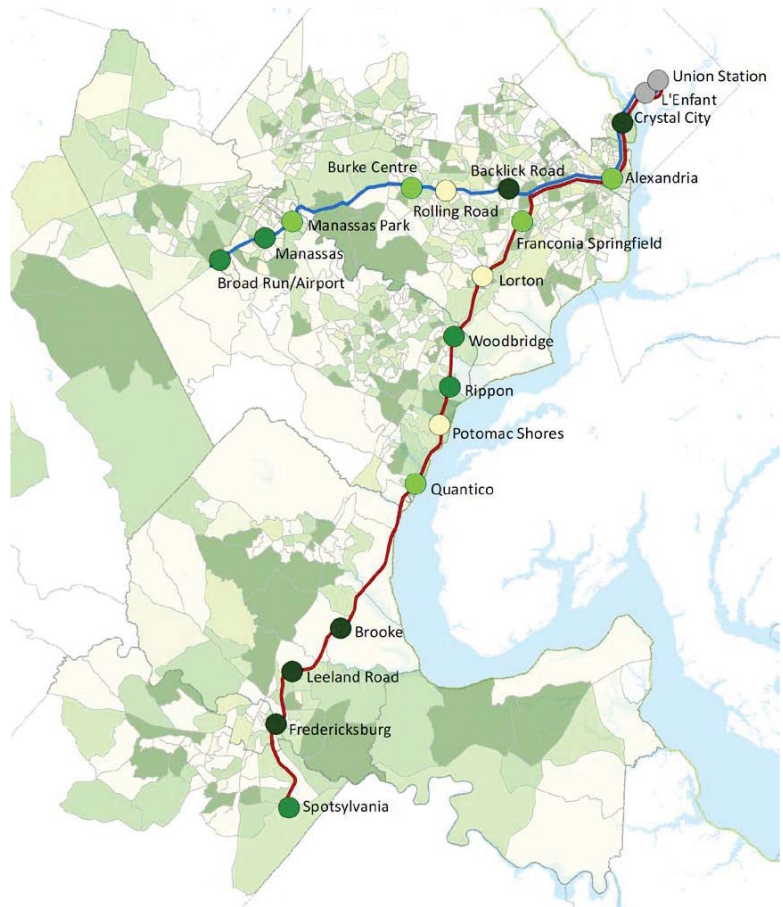 Union Station
L'Enfant
Crystal City
Burke Centre
Backlick Road
Alexandria
Rolling Road
Manassas Park
Franconia Springfield
Manassas
Broad Run/Airport
Lorton
Woodbridge
Rippon
Potomac Shores
Quantico
Brooke
Leeland Road
Fredericksburg
Spotsylvania